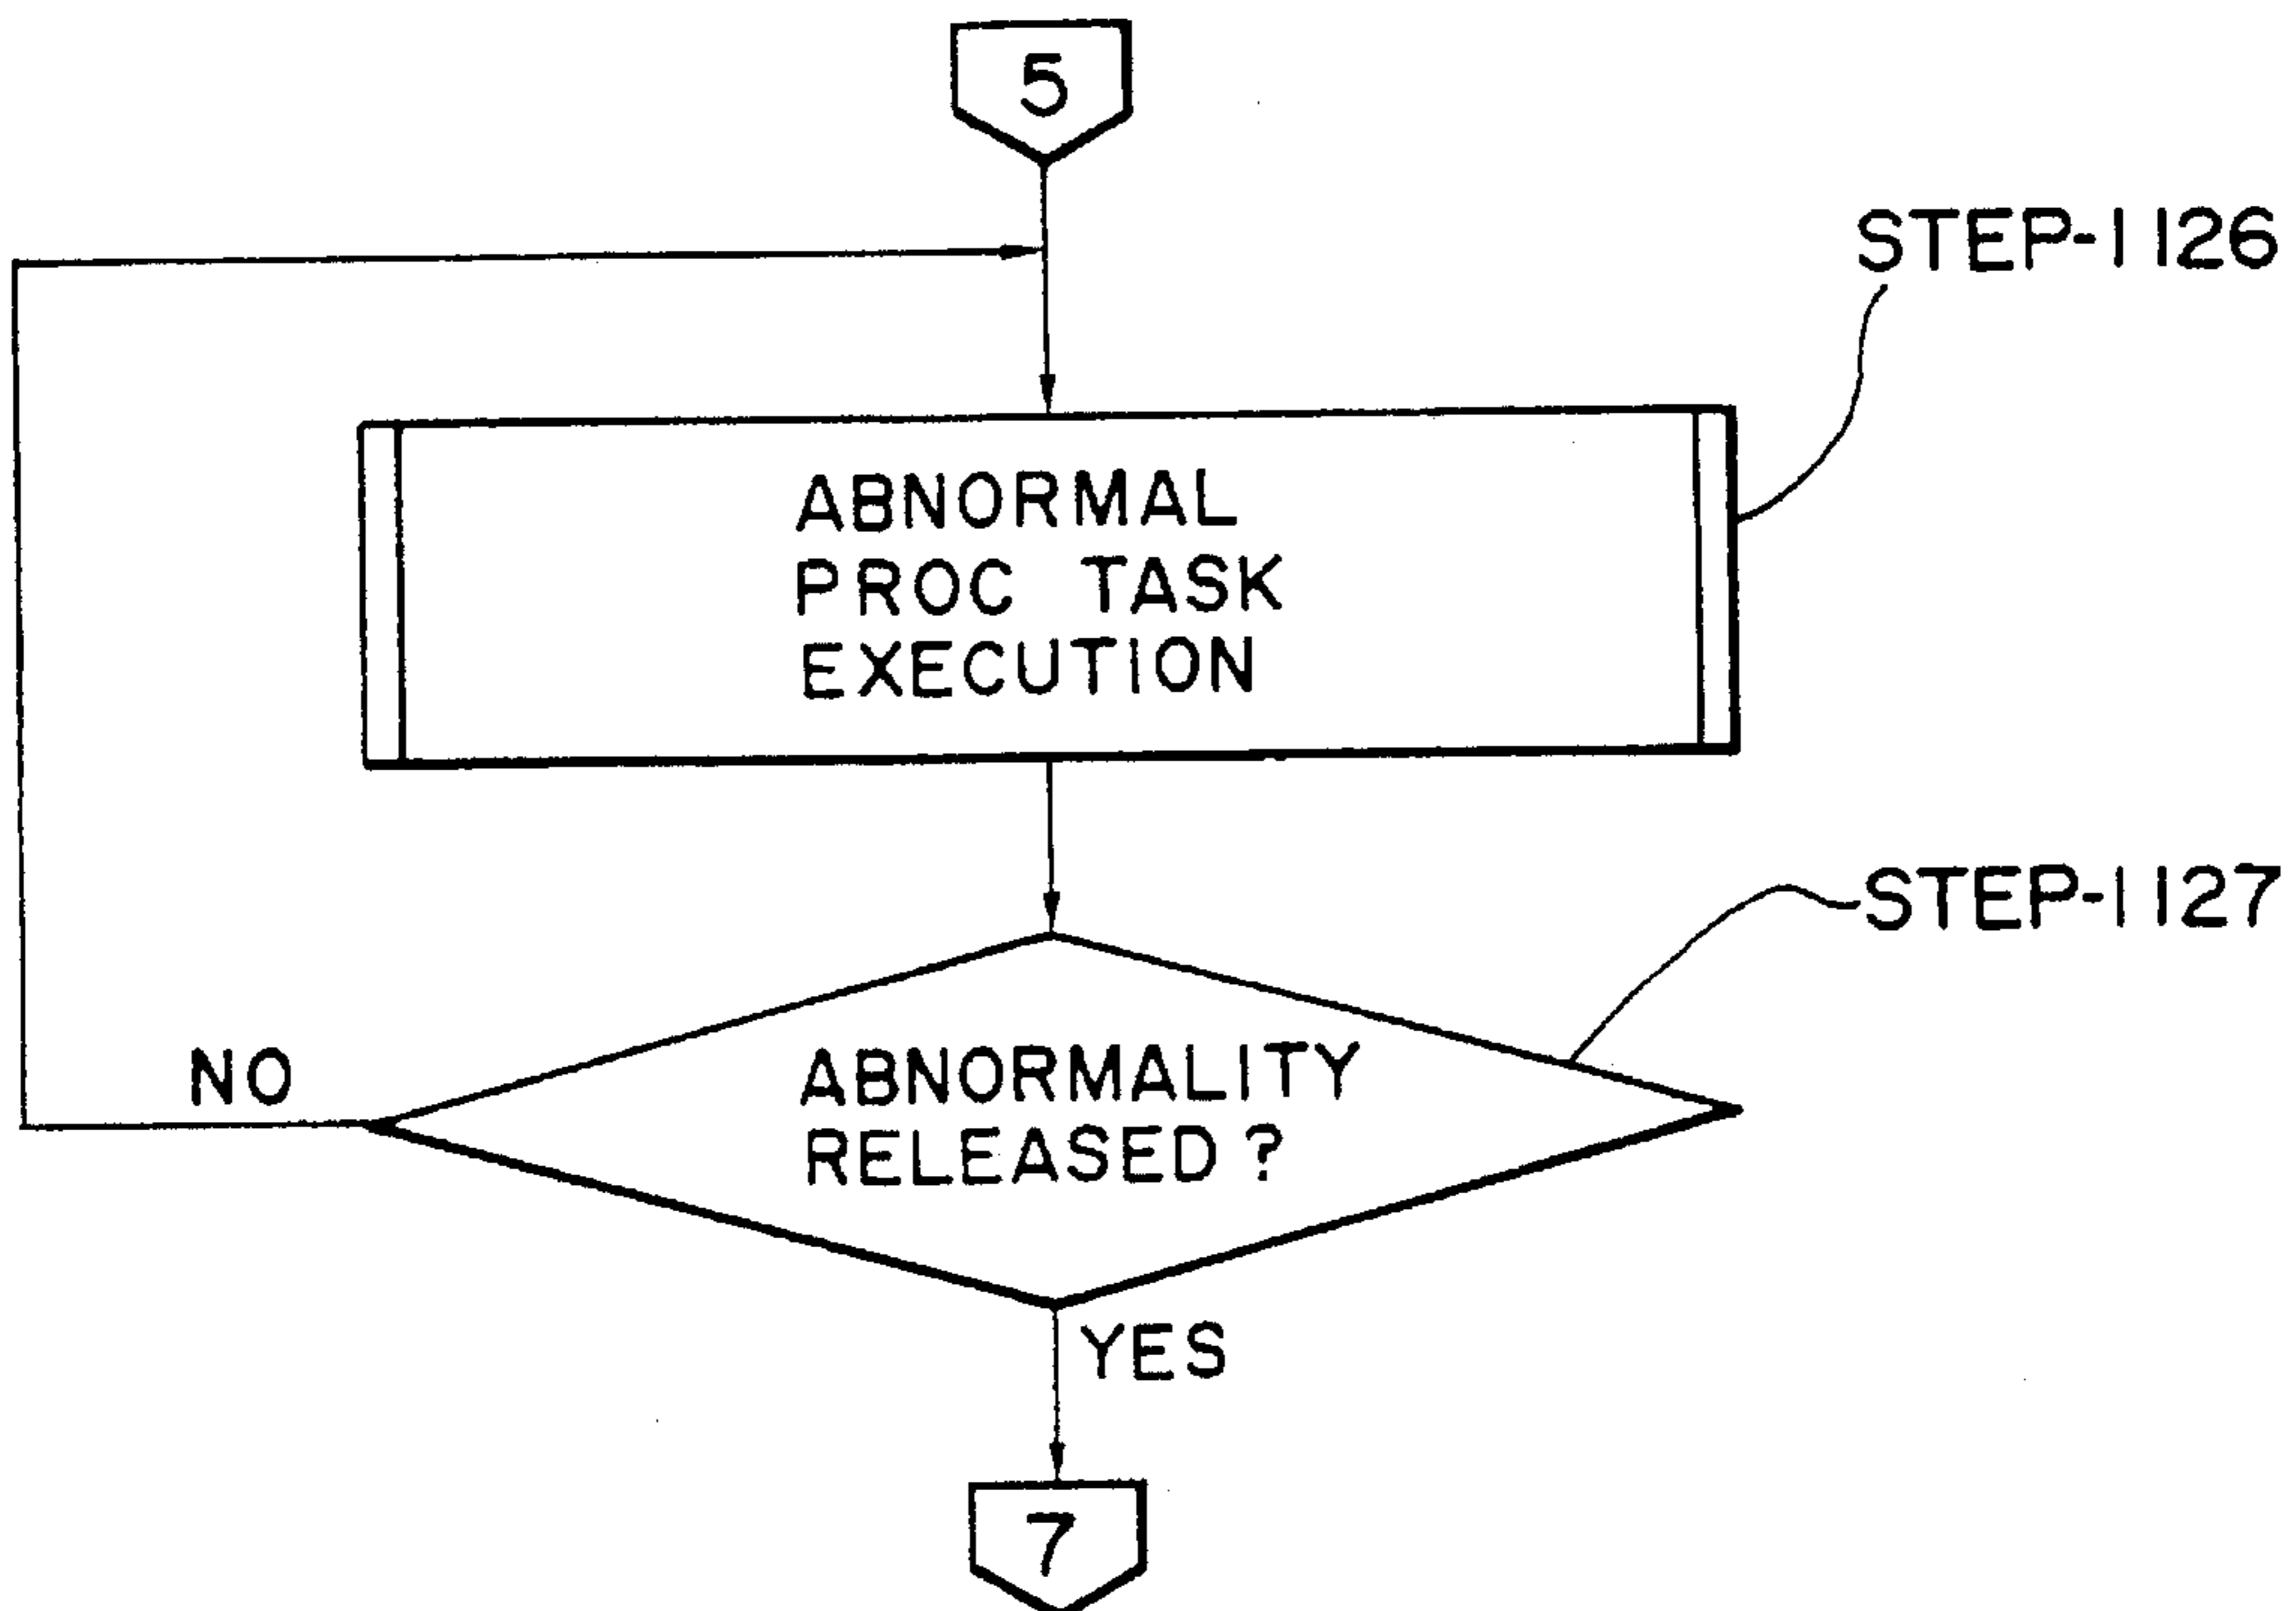 5
STEP-1126
ABNORMAL
PROC TASK
EXECUTION
STEP-1127
NO
ABNORMALITY
RELEASED?
YES
7